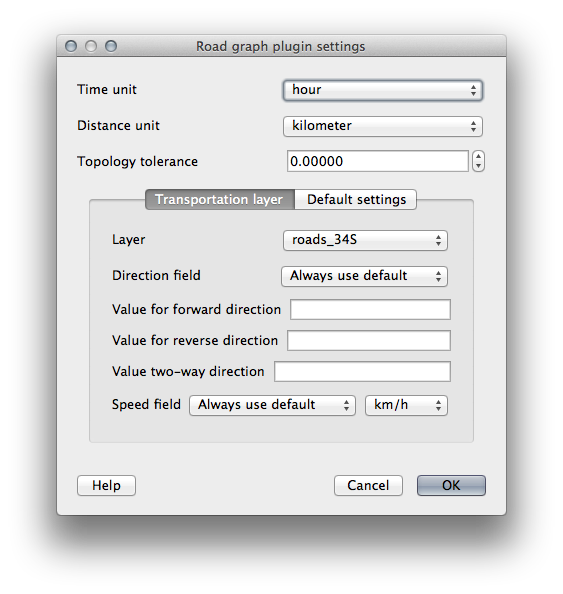 Road graph plugin settings
Time unit hour
Distance unit kilometer
Topology tolerance 0.00000
Transportation layer Default settings
Layer roads_34S
Direction field Always use default
Value for forward direction
Value for reverse direction
Value two-way direction
Speed field Always use default km/h
Help Cancel OK